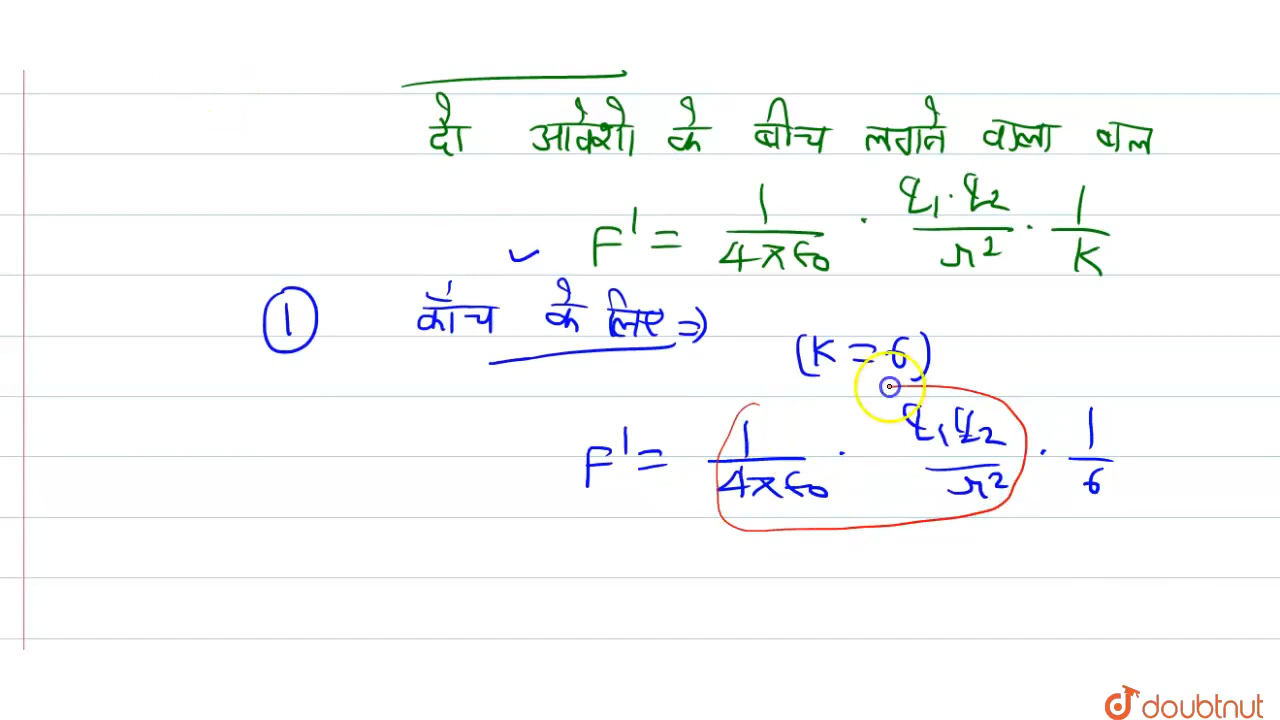 दो आवेशो के बीच लगने वाला बल
F' = 1/4πϵ₀ · q₁·q₂/r² · 1/K
① काँच के लिए ⇒
(K = 6)
F' = 1/4πϵ₀ · q₁q₂/r² · 1/6
doubtnut